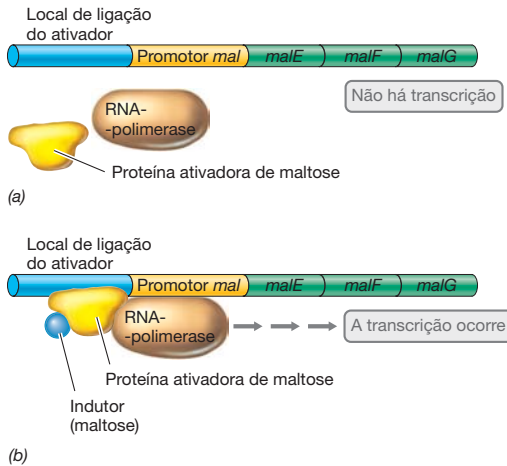 Local de ligação
do ativador
Promotor mal malE malF malG
Não há transcrição
RNA-
-polimerase
Proteína ativadora de maltose
(a)
Local de ligação
do ativador
Promotor mal malE malF malG
RNA-
-polimerase
A transcrição ocorre
Proteína ativadora de maltose
Indutor
(maltose)
(b)